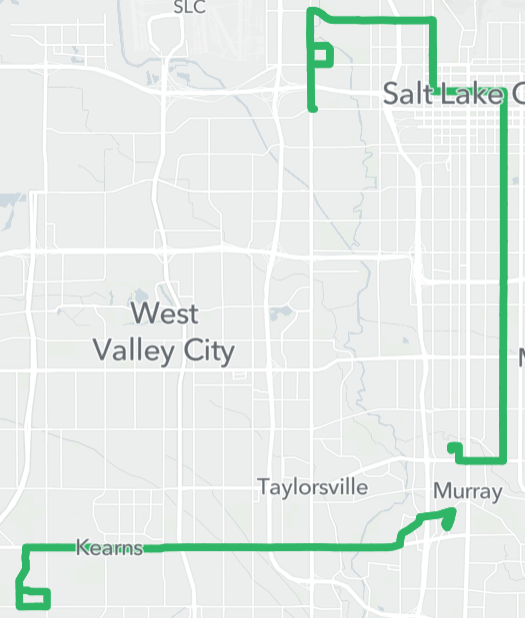 SLC
Salt Lake C
West
Valley City
M
Taylorsville
Murray
Kearns